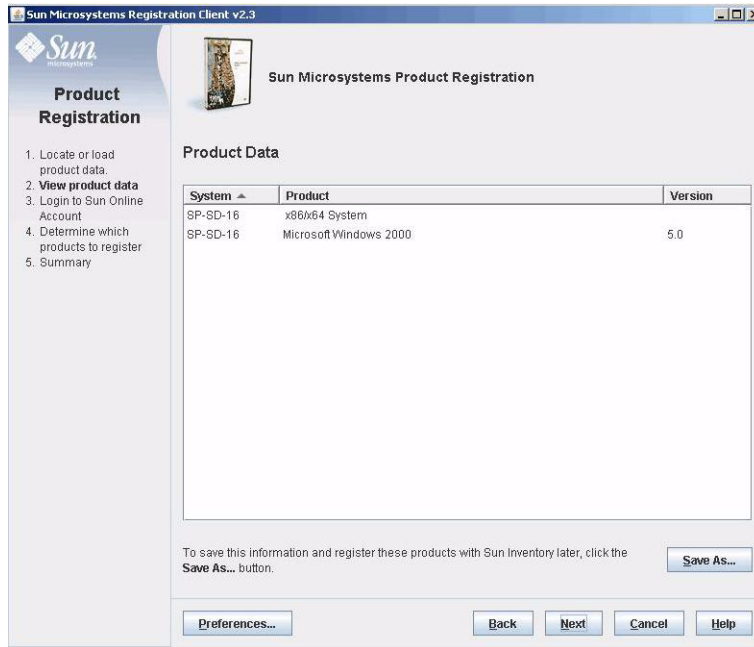 Sun Microsystems Registration Client v2.3
Sun
microsystems
Product
Registration
1. Locate or load
product data.
2. View product data
3. Login to Sun Online
Account
4. Determine which
products to register
5. Summary
Sun Microsystems Product Registration
Product Data
System Product Version
SP-SD-16 x86/x64 System
SP-SD-16 Microsoft Windows 2000 5.0
To save this information and register these products with Sun Inventory later, click the
Save As... button.
Save As...
Preferences... Back Next Cancel Help